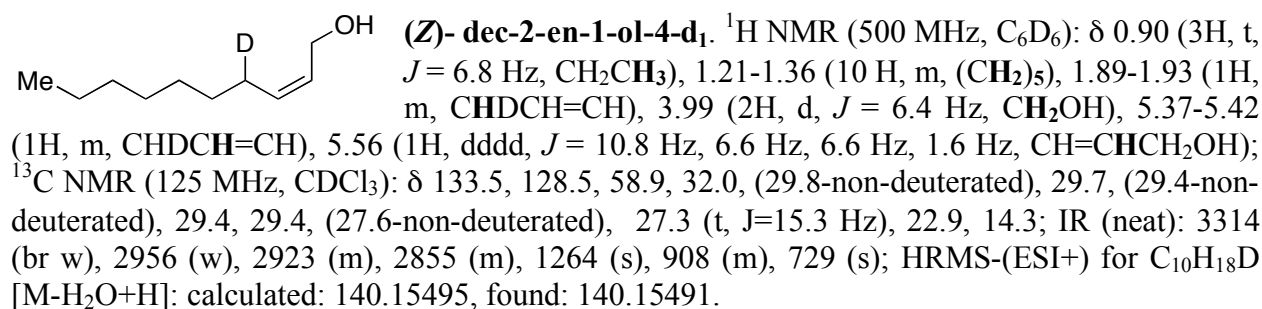 D
OH
Me
(Z)- dec-2-en-1-ol-4-d₁. ¹H NMR (500 MHz, C₆D₆): δ 0.90 (3H, t,
J = 6.8 Hz, CH₂CH₃), 1.21-1.36 (10 H, m, (CH₂)₅), 1.89-1.93 (1H,
m, CHDCH=CH), 3.99 (2H, d, J = 6.4 Hz, CH₂OH), 5.37-5.42
(1H, m, CHDCH=CH), 5.56 (1H, dddd, J = 10.8 Hz, 6.6 Hz, 6.6 Hz, 1.6 Hz, CH=CHCH₂OH);
¹³C NMR (125 MHz, CDCl₃): δ 133.5, 128.5, 58.9, 32.0, (29.8-non-deuterated), 29.7, (29.4-non-
deuterated), 29.4, 29.4, (27.6-non-deuterated), 27.3 (t, J=15.3 Hz), 22.9, 14.3; IR (neat): 3314
(br w), 2956 (w), 2923 (m), 2855 (m), 1264 (s), 908 (m), 729 (s); HRMS-(ESI+) for C₁₀H₁₈D
[M-H₂O+H]: calculated: 140.15495, found: 140.15491.